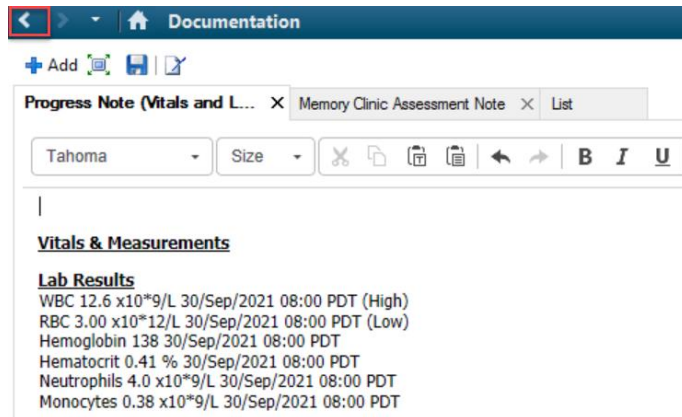 Documentation
Add
Progress Note (Vitals and L... Memory Clinic Assessment Note List
Tahoma Size B I U
Vitals & Measurements
Lab Results
WBC 12.6 x10*9/L 30/Sep/2021 08:00 PDT (High)
RBC 3.00 x10*12/L 30/Sep/2021 08:00 PDT (Low)
Hemoglobin 138 30/Sep/2021 08:00 PDT
Hematocrit 0.41 % 30/Sep/2021 08:00 PDT
Neutrophils 4.0 x10*9/L 30/Sep/2021 08:00 PDT
Monocytes 0.38 x10*9/L 30/Sep/2021 08:00 PDT